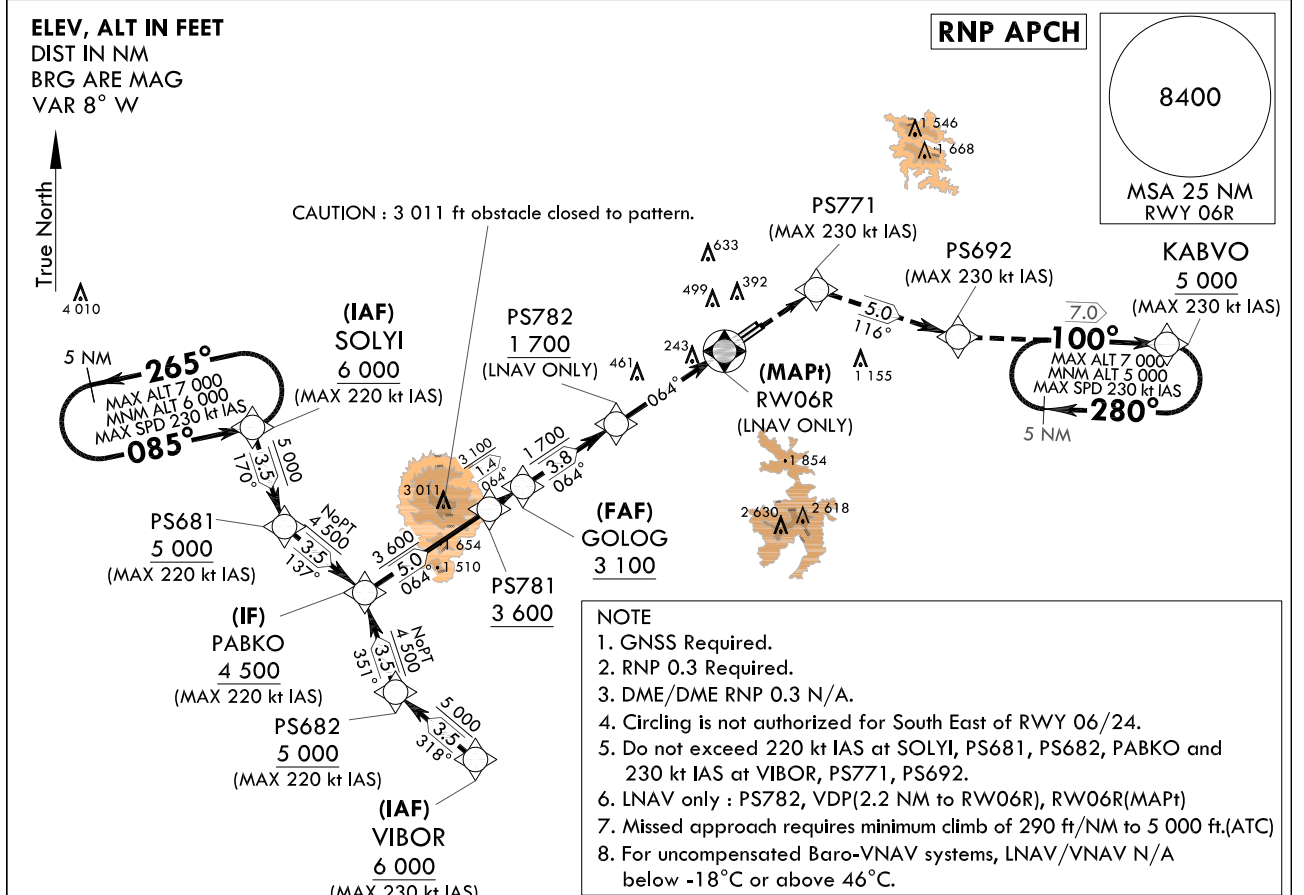 ELEV, ALT IN FEET
DIST IN NM
BRG ARE MAG
VAR 8° W
True North
RNP APCH
8400
MSA 25 NM
RWY 06R
1 546
1 668
CAUTION : 3 011 ft obstacle closed to pattern.
PS771
(MAX 230 kt IAS)
PS692
(MAX 230 kt IAS)
KABVO
5 000
(MAX 230 kt IAS)
4 010
633
499
392
243
461
1 155
5.0
116°
7.0
100°
MAX ALT 7 000
MNM ALT 5 000
MAX SPD 230 kt IAS
280°
5 NM
(IAF)
SOLYI
6 000
(MAX 220 kt IAS)
5 NM
265°
MAX ALT 7 000
MNM ALT 6 000
MAX SPD 230 kt IAS
085°
PS782
1 700
(LNAV ONLY)
064°
(MAPt)
RW06R
(LNAV ONLY)
5 000
3.5
170°
PS681
5 000
(MAX 220 kt IAS)
NoPT
4 500
3.5
137°
3 011
1 654
1 510
3 100
1.4
064°
1 700
3.8
064°
3 600
5.0
064°
(FAF)
GOLOG
3 100
PS781
3 600
1 854
2 630
2 618
(IF)
PABKO
4 500
(MAX 220 kt IAS)
NoPT
4 500
3.5
351°
PS682
5 000
(MAX 220 kt IAS)
5 000
3.5
318°
(IAF)
VIBOR
6 000
(MAX 230 kt IAS)
NOTE
1. GNSS Required.
2. RNP 0.3 Required.
3. DME/DME RNP 0.3 N/A.
4. Circling is not authorized for South East of RWY 06/24.
5. Do not exceed 220 kt IAS at SOLYI, PS681, PS682, PABKO and
230 kt IAS at VIBOR, PS771, PS692.
6. LNAV only : PS782, VDP(2.2 NM to RW06R), RW06R(MAPt)
7. Missed approach requires minimum climb of 290 ft/NM to 5 000 ft.(ATC)
8. For uncompensated Baro-VNAV systems, LNAV/VNAV N/A
below -18°C or above 46°C.